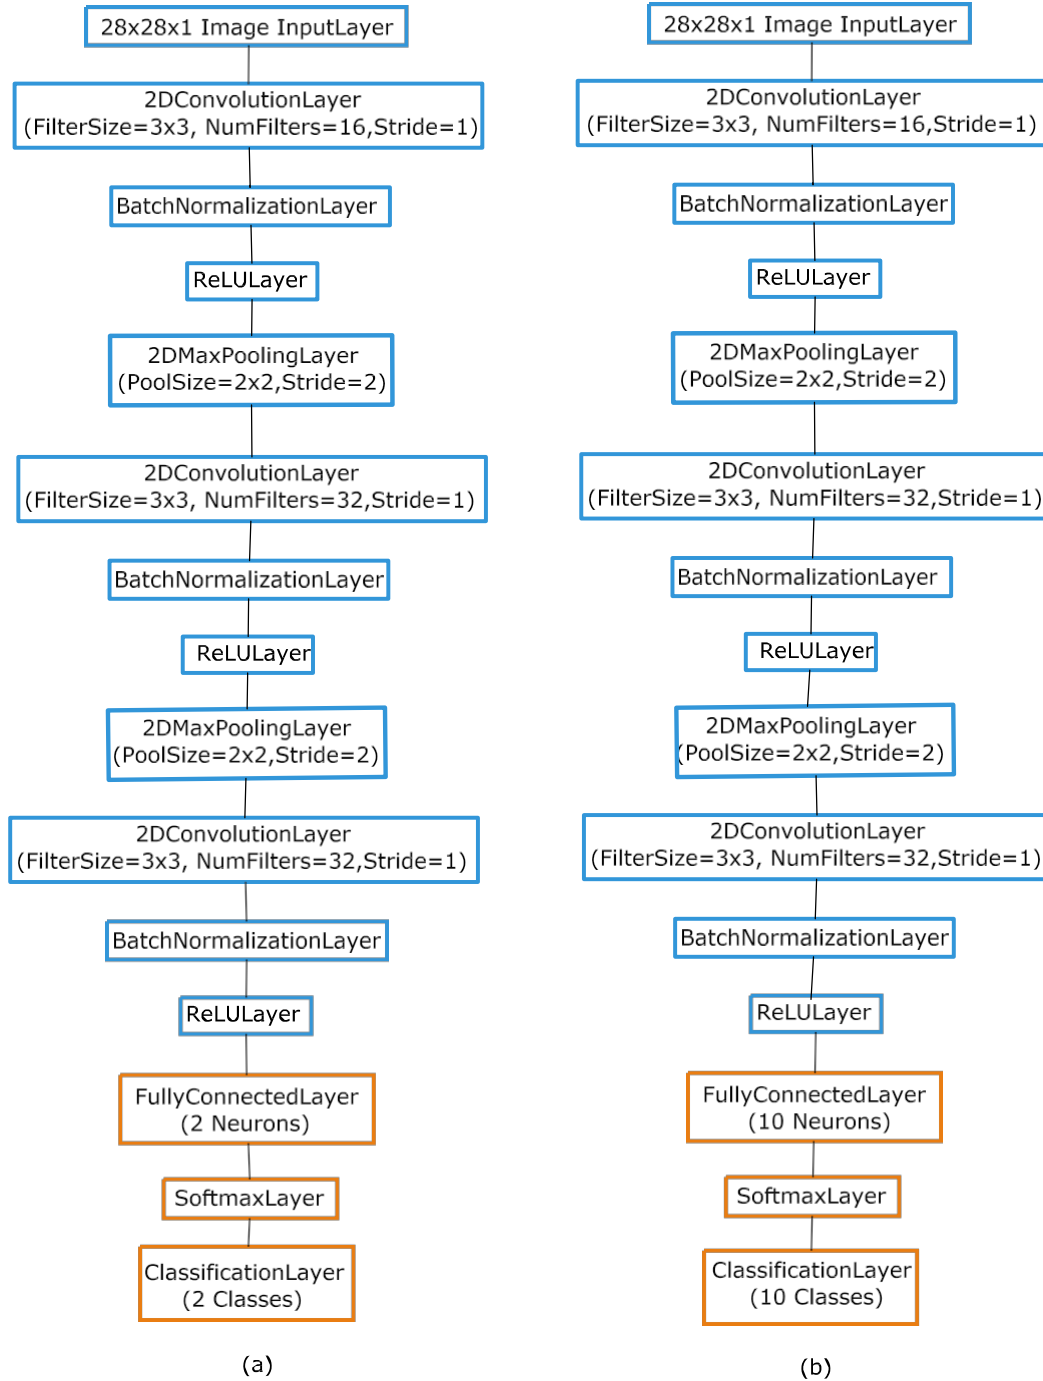 28x28x1 Image InputLayer
2DConvolutionLayer
(FilterSize=3x3, NumFilters=16,Stride=1)
BatchNormalizationLayer
ReLULayer
2DMaxPoolingLayer
(PoolSize=2x2,Stride=2)
2DConvolutionLayer
(FilterSize=3x3, NumFilters=32,Stride=1)
BatchNormalizationLayer
ReLULayer
2DMaxPoolingLayer
(PoolSize=2x2,Stride=2)
2DConvolutionLayer
(FilterSize=3x3, NumFilters=32,Stride=1)
BatchNormalizationLayer
ReLULayer
FullyConnectedLayer
(2 Neurons)
SoftmaxLayer
ClassificationLayer
(2 Classes)
(a)
28x28x1 Image InputLayer
2DConvolutionLayer
(FilterSize=3x3, NumFilters=16,Stride=1)
BatchNormalizationLayer
ReLULayer
2DMaxPoolingLayer
(PoolSize=2x2,Stride=2)
2DConvolutionLayer
(FilterSize=3x3, NumFilters=32,Stride=1)
BatchNormalizationLayer
ReLULayer
2DMaxPoolingLayer
(PoolSize=2x2,Stride=2)
2DConvolutionLayer
(FilterSize=3x3, NumFilters=32,Stride=1)
BatchNormalizationLayer
ReLULayer
FullyConnectedLayer
(10 Neurons)
SoftmaxLayer
ClassificationLayer
(10 Classes)
(b)